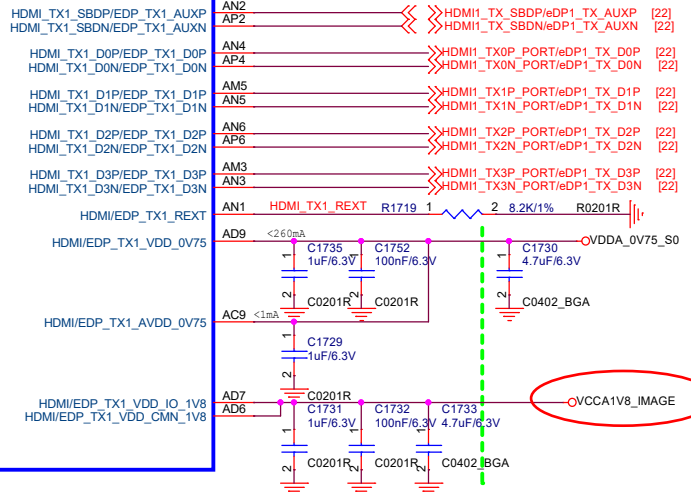 HDMI_TX1_SBDP/EDP_TX1_AUXP AN2 HDMI1_TX_SBDP/eDP1_TX_AUXP [22]
HDMI_TX1_SBDN/EDP_TX1_AUXN AP2 HDMI1_TX_SBDN/eDP1_TX_AUXN [22]
HDMI_TX1_D0P/EDP_TX1_D0P AN4 HDMI1_TX0P_PORT/eDP1_TX_D0P [22]
HDMI_TX1_D0N/EDP_TX1_D0N AP4 HDMI1_TX0N_PORT/eDP1_TX_D0N [22]
HDMI_TX1_D1P/EDP_TX1_D1P AM5 HDMI1_TX1P_PORT/eDP1_TX_D1P [22]
HDMI_TX1_D1N/EDP_TX1_D1N AN5 HDMI1_TX1N_PORT/eDP1_TX_D1N [22]
HDMI_TX1_D2P/EDP_TX1_D2P AN6 HDMI1_TX2P_PORT/eDP1_TX_D2P [22]
HDMI_TX1_D2N/EDP_TX1_D2N AP6 HDMI1_TX2N_PORT/eDP1_TX_D2N [22]
HDMI_TX1_D3P/EDP_TX1_D3P AM3 HDMI1_TX3P_PORT/eDP1_TX_D3P [22]
HDMI_TX1_D3N/EDP_TX1_D3N AN3 HDMI1_TX3N_PORT/eDP1_TX_D3N [22]
HDMI/EDP_TX1_REXT AN1 HDMI_TX1_REXT R1719 1 2 8.2K/1% R0201R
HDMI/EDP_TX1_VDD_0V75 AD9 <260mA VDDA_0V75_S0
C1735 C1752 C1730
1 1uF/6.3V 1 100nF/6.3V 1 4.7uF/6.3V
2 C0201R 2 C0201R 2 C0402_BGA
HDMI/EDP_TX1_AVDD_0V75 AC9 <1mA
C1729
1 1uF/6.3V
2
C0201R
HDMI/EDP_TX1_VDD_IO_1V8 AD7 VCCA1V8_IMAGE
HDMI/EDP_TX1_VDD_CMN_1V8 AD6
C1731 C1732 C1733
1 1uF/6.3V 1 100nF/6.3V 1 4.7uF/6.3V
2 C0201R 2 C0201R 2 C0402_BGA